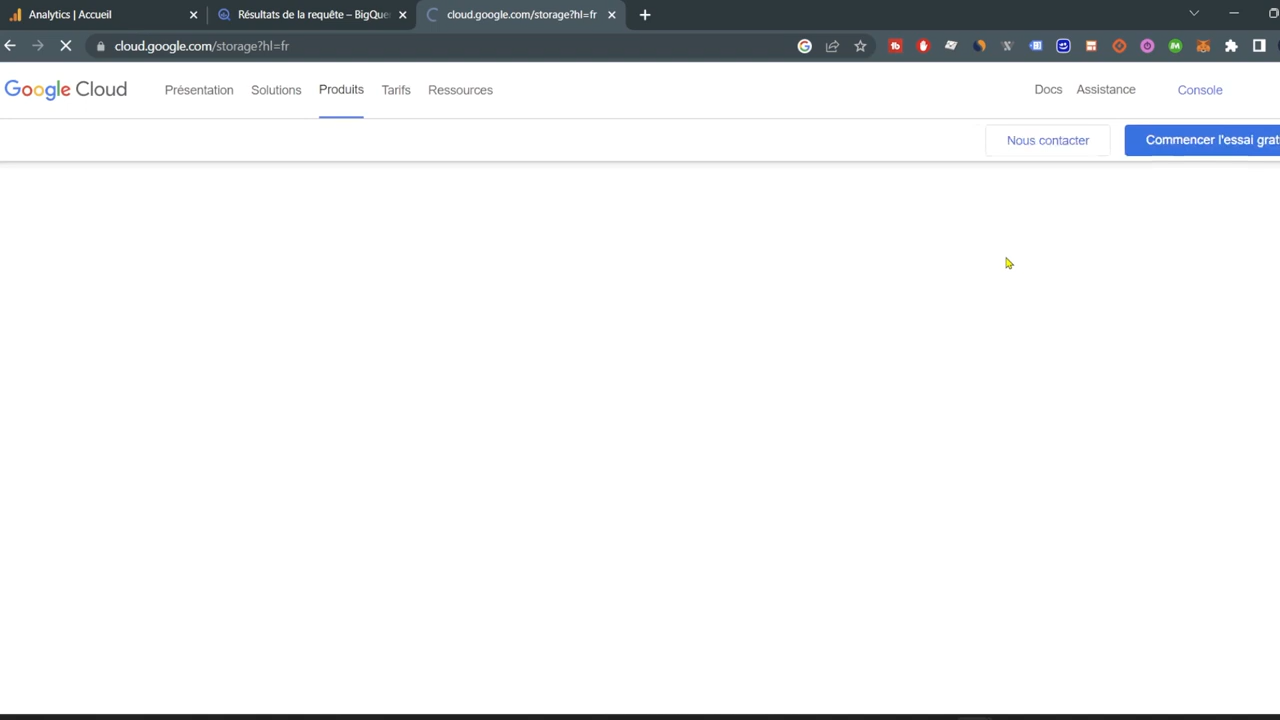 Analytics | Accueil
Résultats de la requête – BigQue
cloud.google.com/storage?hl=fr
cloud.google.com/storage?hl=fr
Google Cloud
Présentation
Solutions
Produits
Tarifs
Ressources
Docs
Assistance
Console
Nous contacter
Commencer l'essai grat